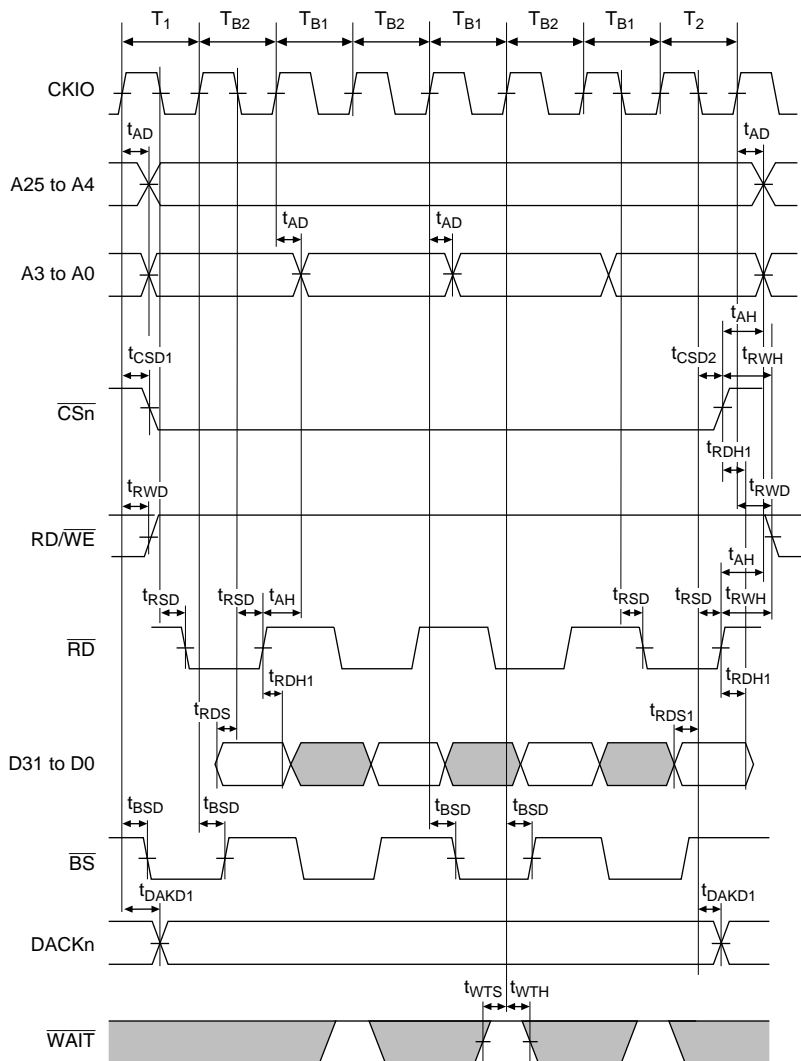 T1 TB2 TB1 TB2 TB1 TB2 TB1 T2
CKIO
tAD tAD
A25 to A4
tAD tAD
A3 to A0
tAH
tCSD1 tCSD2 tRWH
CSn
tRDH1
tRWD tRWD
RD/WE
tAH
tRSD tRSD tAH tRSD tRSD tRWH
RD
tRDH1 tRDH1
tRDS tRDS1
D31 to D0
tBSD tBSD tBSD tBSD
BS
tDAKD1 tDAKD1
DACKn
tWTS tWTH
WAIT